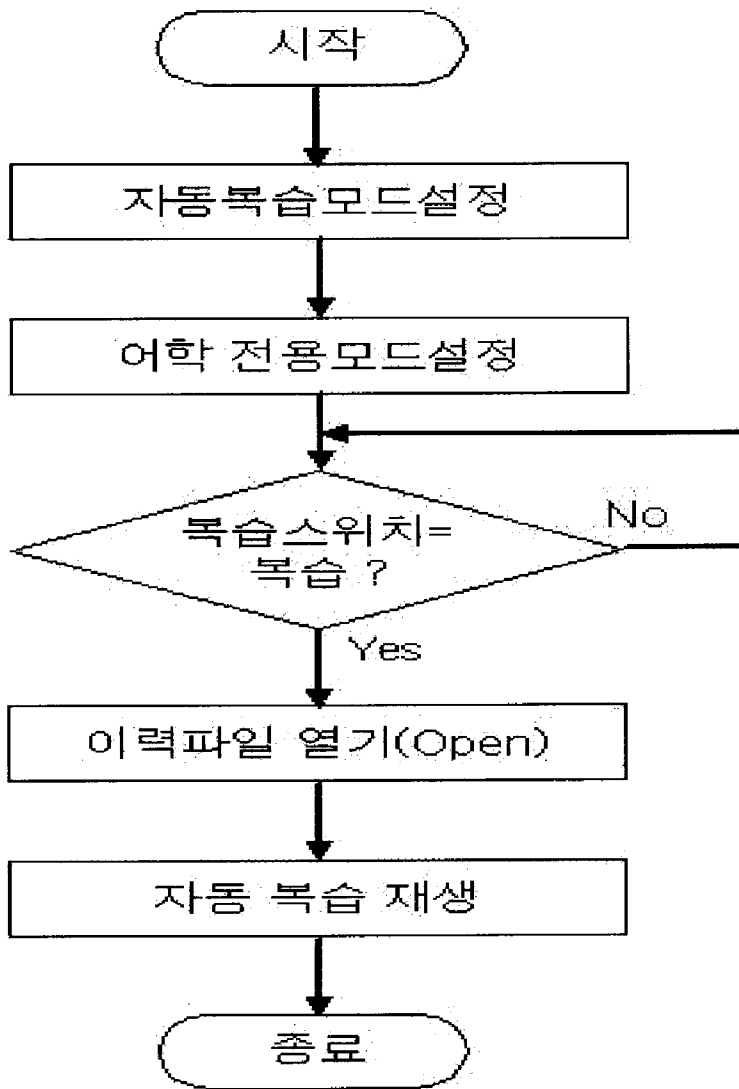 시작
자동복습모드설정
어학 전용모드설정
복습스위치=
복습 ?
No
Yes
이력파일 열기(Open)
자동 복습 재생
종료